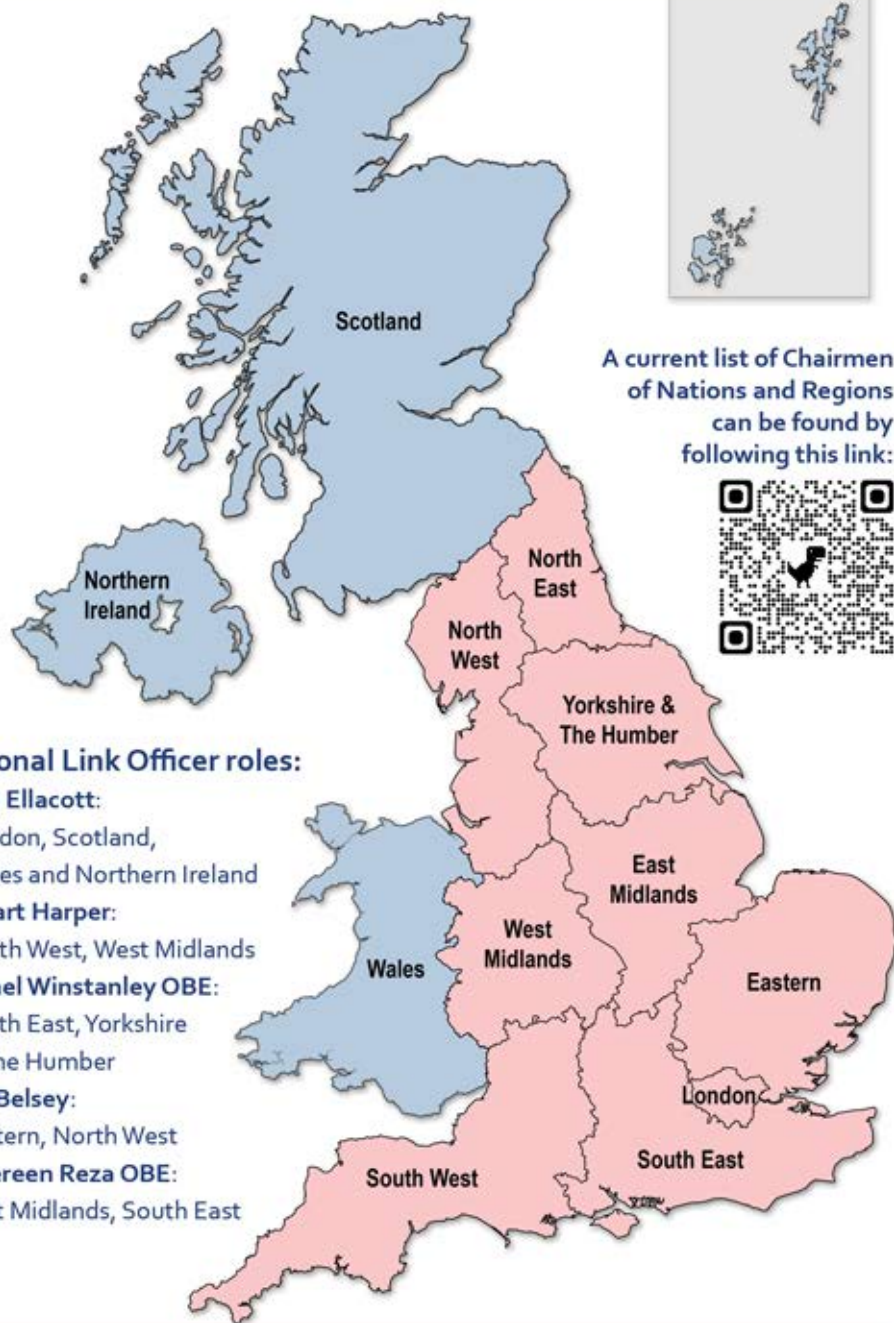 Scotland
A current list of Chairmen
of Nations and Regions
can be found by
following this link:
North
East
Northern
Ireland
North
West
Yorkshire &
The Humber
onal Link Officer roles:
Ellacott:
don, Scotland,
es and Northern Ireland
art Harper:
th West, West Midlands
el Winstanley OBE:
th East, Yorkshire
he Humber
Belsey:
tern, North West
ereen Reza OBE:
t Midlands, South East
East
Midlands
West
Midlands
Wales
Eastern
London
South West
South East